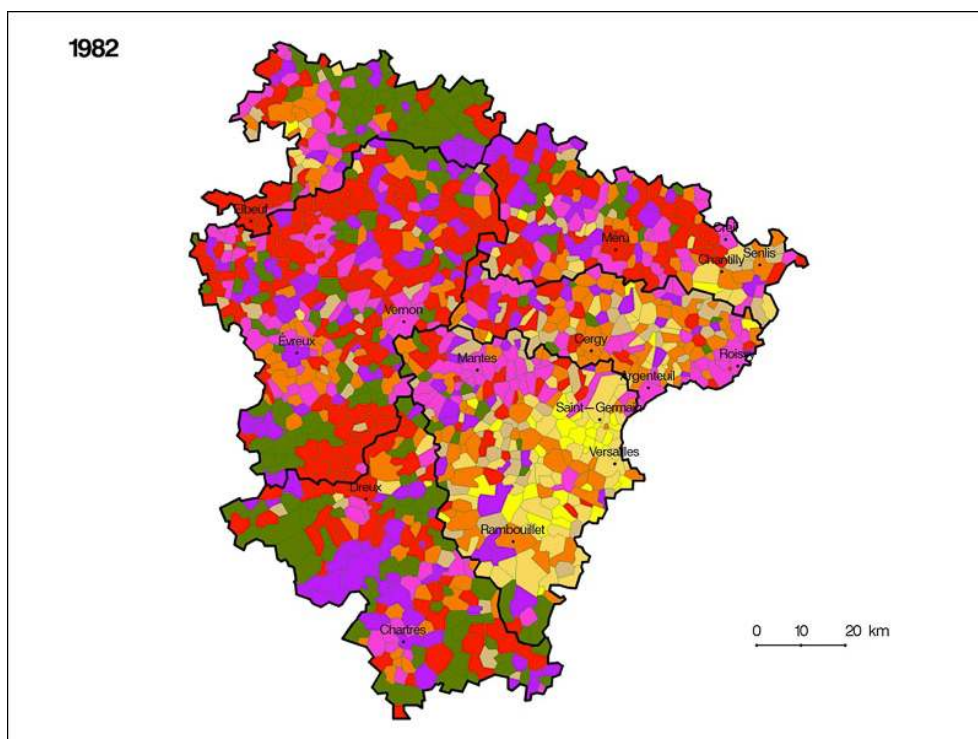 1982
Elbeuf
Méru
Creil
Chantilly
Senlis
Vernon
Évreux
Mantes
Cergy
Roissy
Argenteuil
Saint-Germain
Versailles
Dreux
Rambouillet
Chartres
0 10 20 km